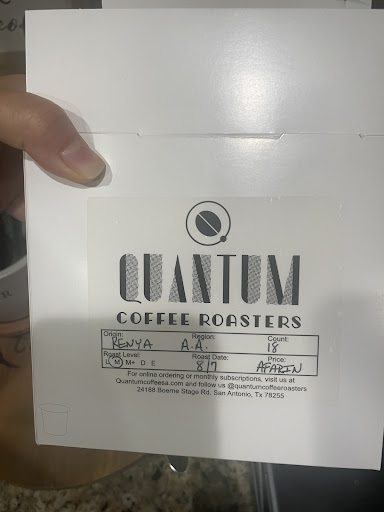 QUANTUM
COFFEE ROASTERS
Origin: Region: Count:
KENYA A.A. 18
Roast Level: Roast Date: Price:
L M M+ D E 8/7 AFARIN
For online ordering or monthly subscriptions, visit us at
Quantumcoffeesa.com and follow us @quantumcoffeeroasters
24188 Boerne Stage Rd. San Antonio, Tx 78255